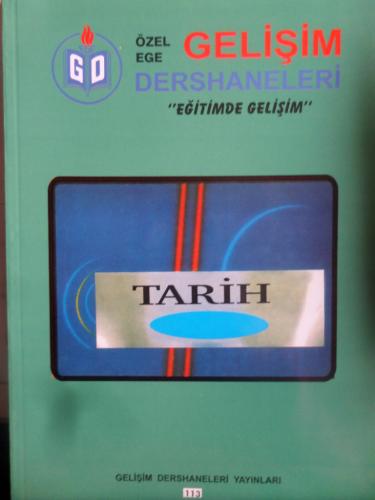 GD
ÖZEL EGE GELİŞİM DERSHANELERİ
"EĞİTİMDE GELİŞİM"
TARİH
GELİŞİM DERSHANELERİ YAYINLARI
113